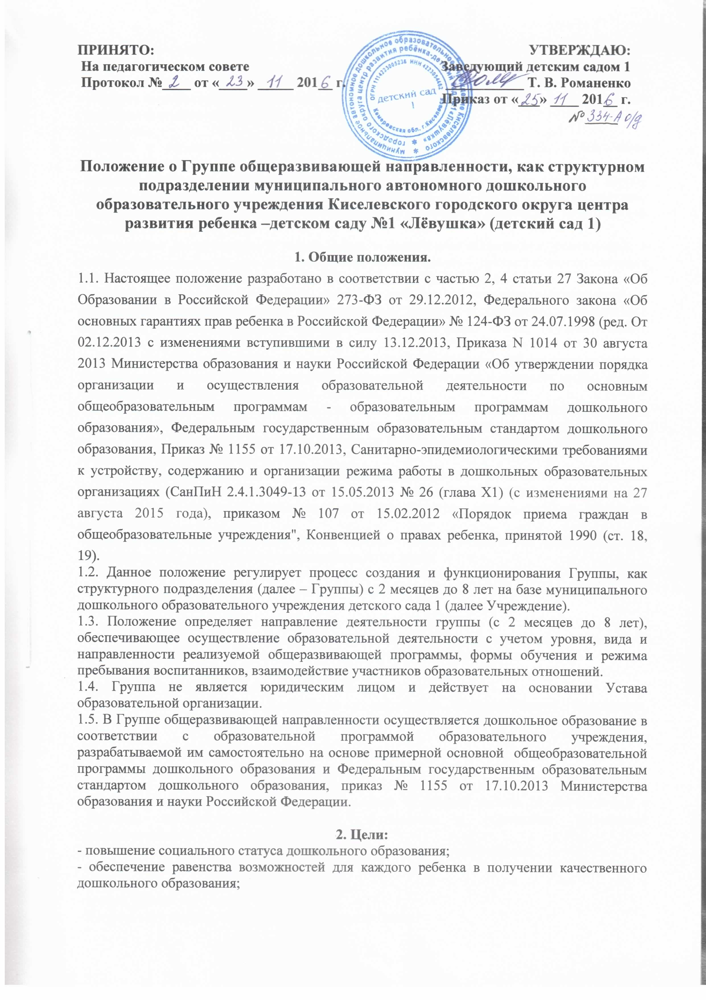 ПРИНЯТО:
На педагогическом совете
Протокол № 2 от «23» 11 2016 г.
УТВЕРЖДАЮ:
Заведующий детским садом 1
Т. В. Романенко
Приказ от «25» 11 2016 г.
№ 334-А о/д
муниципальное автономное дошкольное образовательное учреждение Киселевского
городского округа центр развития ребёнка-детский сад №1 «Лёвушка»
ОГРН 1114223005236 ИНН 4223054462
Кемеровская обл. г.Киселевск
детский сад
1
Положение о Группе общеразвивающей направленности, как структурном
подразделении муниципального автономного дошкольного
образовательного учреждения Киселевского городского округа центра
развития ребенка –детском саду №1 «Лёвушка» (детский сад 1)
1. Общие положения.
1.1. Настоящее положение разработано в соответствии с частью 2, 4 статьи 27 Закона «Об
Образовании в Российской Федерации» 273-ФЗ от 29.12.2012, Федерального закона «Об
основных гарантиях прав ребенка в Российской Федерации» № 124-ФЗ от 24.07.1998 (ред. От
02.12.2013 с изменениями вступившими в силу 13.12.2013, Приказа N 1014 от 30 августа
2013 Министерства образования и науки Российской Федерации «Об утверждении порядка
организации и осуществления образовательной деятельности по основным
общеобразовательным программам - образовательным программам дошкольного
образования», Федеральным государственным образовательным стандартом дошкольного
образования, Приказ № 1155 от 17.10.2013, Санитарно-эпидемиологическими требованиями
к устройству, содержанию и организации режима работы в дошкольных образовательных
организациях (СанПиН 2.4.1.3049-13 от 15.05.2013 № 26 (глава X1) (с изменениями на 27
августа 2015 года), приказом № 107 от 15.02.2012 «Порядок приема граждан в
общеобразовательные учреждения", Конвенцией о правах ребенка, принятой 1990 (ст. 18,
19).
1.2. Данное положение регулирует процесс создания и функционирования Группы, как
структурного подразделения (далее – Группы) с 2 месяцев до 8 лет на базе муниципального
дошкольного образовательного учреждения детского сада 1 (далее Учреждение).
1.3. Положение определяет направление деятельности группы (с 2 месяцев до 8 лет),
обеспечивающее осуществление образовательной деятельности с учетом уровня, вида и
направленности реализуемой общеразвивающей программы, формы обучения и режима
пребывания воспитанников, взаимодействие участников образовательных отношений.
1.4. Группа не является юридическим лицом и действует на основании Устава
образовательной организации.
1.5. В Группе общеразвивающей направленности осуществляется дошкольное образование в
соответствии с образовательной программой образовательного учреждения,
разрабатываемой им самостоятельно на основе примерной основной общеобразовательной
программы дошкольного образования и Федеральным государственным образовательным
стандартом дошкольного образования, приказ № 1155 от 17.10.2013 Министерства
образования и науки Российской Федерации.
2. Цели:
- повышение социального статуса дошкольного образования;
- обеспечение равенства возможностей для каждого ребенка в получении качественного
дошкольного образования;